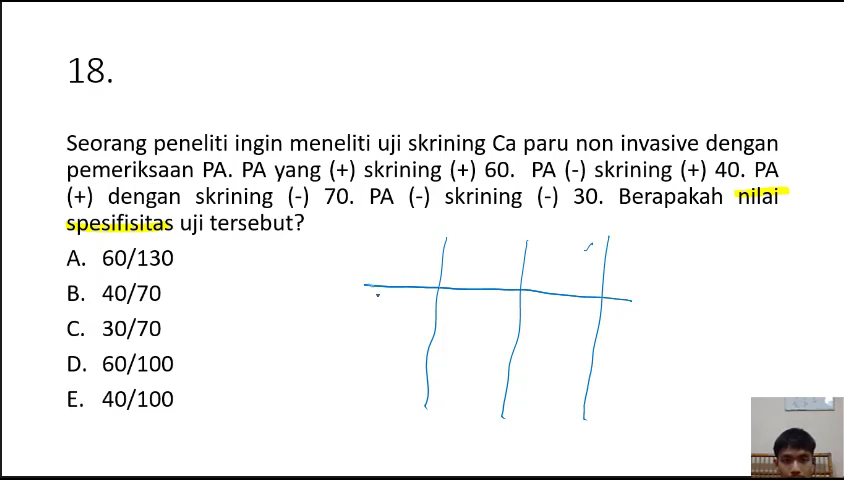 18.
Seorang peneliti ingin meneliti uji skrining Ca paru non invasive dengan
pemeriksaan PA. PA yang (+) skrining (+) 60. PA (-) skrining (+) 40. PA
(+) dengan skrining (-) 70. PA (-) skrining (-) 30. Berapakah nilai
spesifisitas uji tersebut?
A. 60/130
B. 40/70
C. 30/70
D. 60/100
E. 40/100